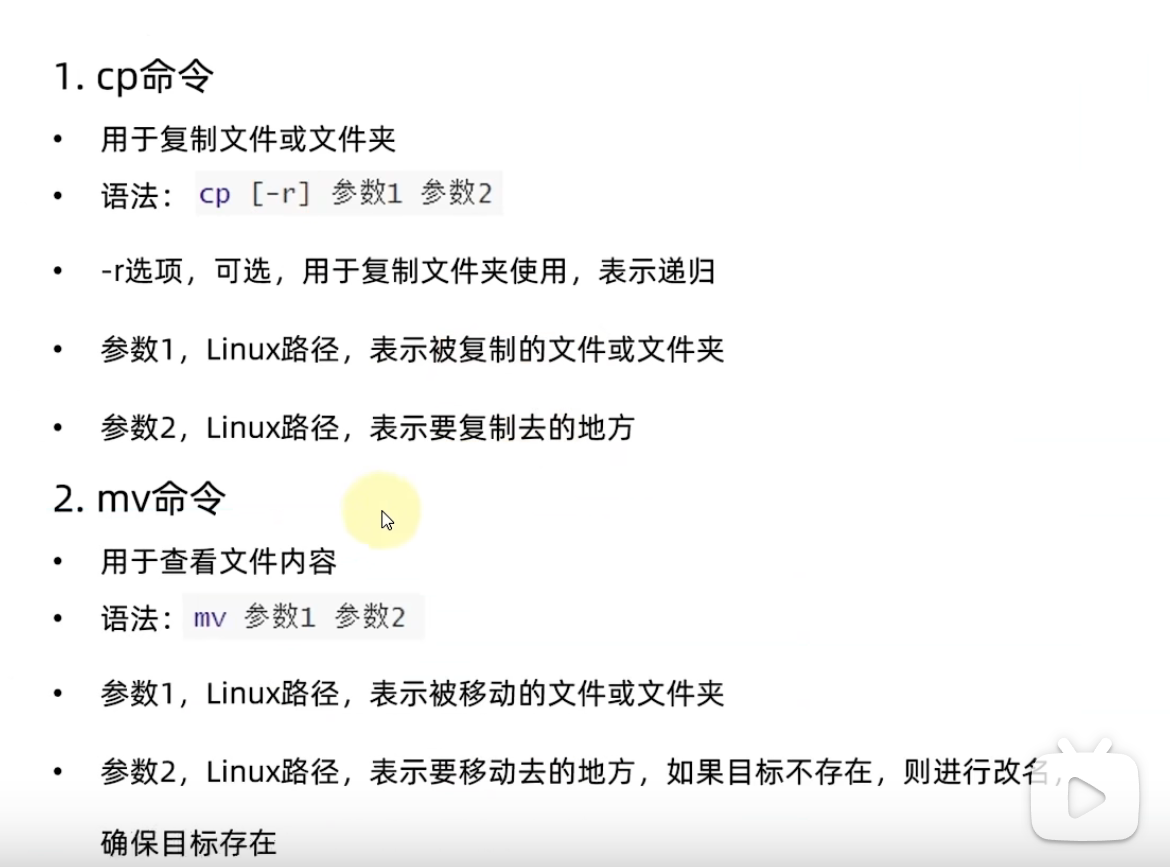 1. cp命令
• 用于复制文件或文件夹
• 语法： cp [-r] 参数1 参数2
• -r选项，可选，用于复制文件夹使用，表示递归
• 参数1，Linux路径，表示被复制的文件或文件夹
• 参数2，Linux路径，表示要复制去的地方
2. mv命令
• 用于查看文件内容
• 语法：mv 参数1 参数2
• 参数1，Linux路径，表示被移动的文件或文件夹
• 参数2，Linux路径，表示要移动去的地方，如果目标不存在，则进行改名，
确保目标存在